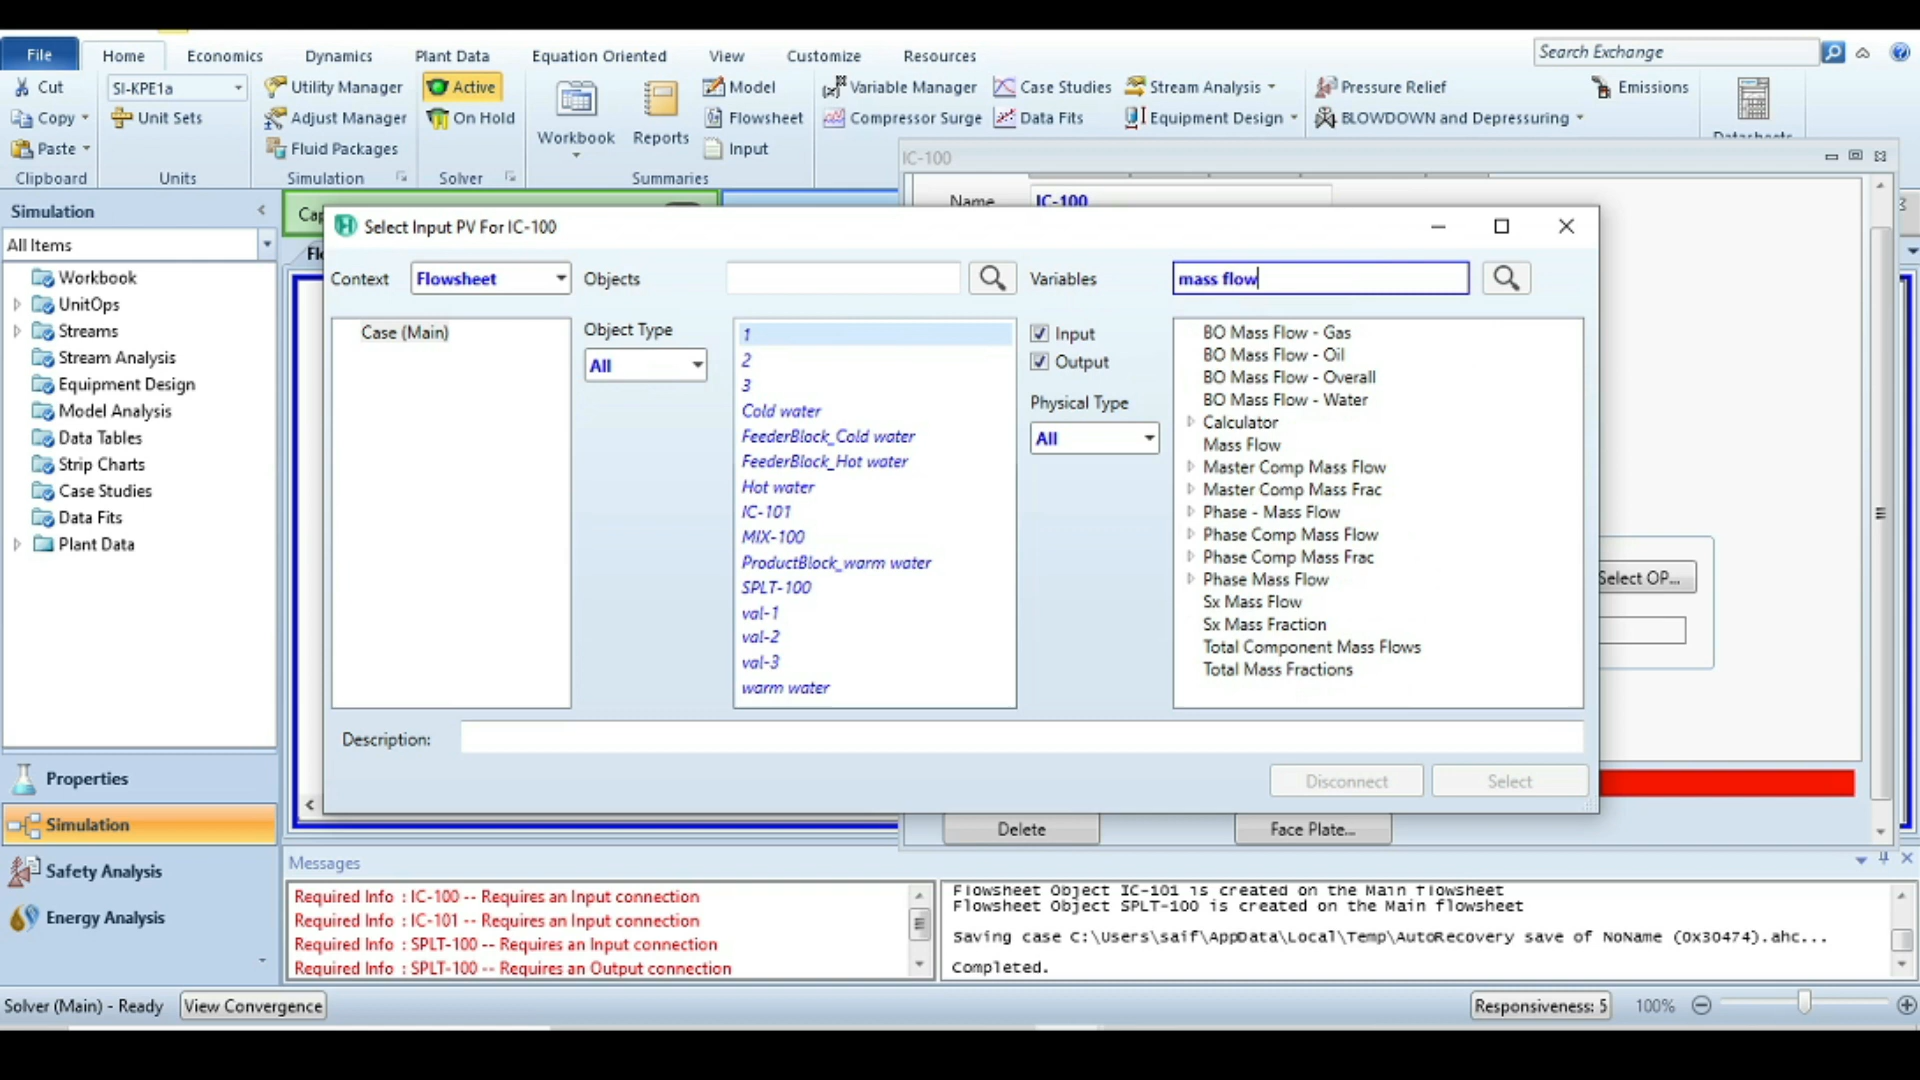 File Home Economics Dynamics Plant Data Equation Oriented View Customize Resources Search Exchange
Cut SI-KPE1a Utility Manager Active Model Variable Manager Case Studies Stream Analysis Pressure Relief Emissions
Copy Unit Sets Adjust Manager On Hold Workbook Reports Flowsheet Compressor Surge Data Fits Equipment Design BLOWDOWN and Depressuring
Paste Fluid Packages Input
Clipboard Units Simulation Solver Summaries
IC-100
Name IC-100
Simulation
All Items
Workbook
UnitOps
Streams
Stream Analysis
Equipment Design
Model Analysis
Data Tables
Strip Charts
Case Studies
Data Fits
Plant Data
Properties
Simulation
Safety Analysis
Energy Analysis
Select Input PV For IC-100
Context Flowsheet Objects Variables mass flow
Case (Main)
Object Type
All
1
2
3
Cold water
FeederBlock_Cold water
FeederBlock_Hot water
Hot water
IC-101
MIX-100
ProductBlock_warm water
SPLT-100
val-1
val-2
val-3
warm water
Input
Output
Physical Type
All
BO Mass Flow - Gas
BO Mass Flow - Oil
BO Mass Flow - Overall
BO Mass Flow - Water
Calculator
Mass Flow
Master Comp Mass Flow
Master Comp Mass Frac
Phase - Mass Flow
Phase Comp Mass Flow
Phase Comp Mass Frac
Phase Mass Flow
Sx Mass Flow
Sx Mass Fraction
Total Component Mass Flows
Total Mass Fractions
Description:
Disconnect Select
Select OP...
Delete Face Plate...
Messages
Required Info : IC-100 -- Requires an Input connection
Required Info : IC-101 -- Requires an Input connection
Required Info : SPLT-100 -- Requires an Input connection
Required Info : SPLT-100 -- Requires an Output connection
Flowsheet Object IC-101 is created on the Main flowsheet
Flowsheet Object SPLT-100 is created on the Main flowsheet
Saving case C:\Users\saif\AppData\Local\Temp\AutoRecovery save of NoName (0x30474).ahc...
Completed.
Solver (Main) - Ready View Convergence Responsiveness: 5 100%